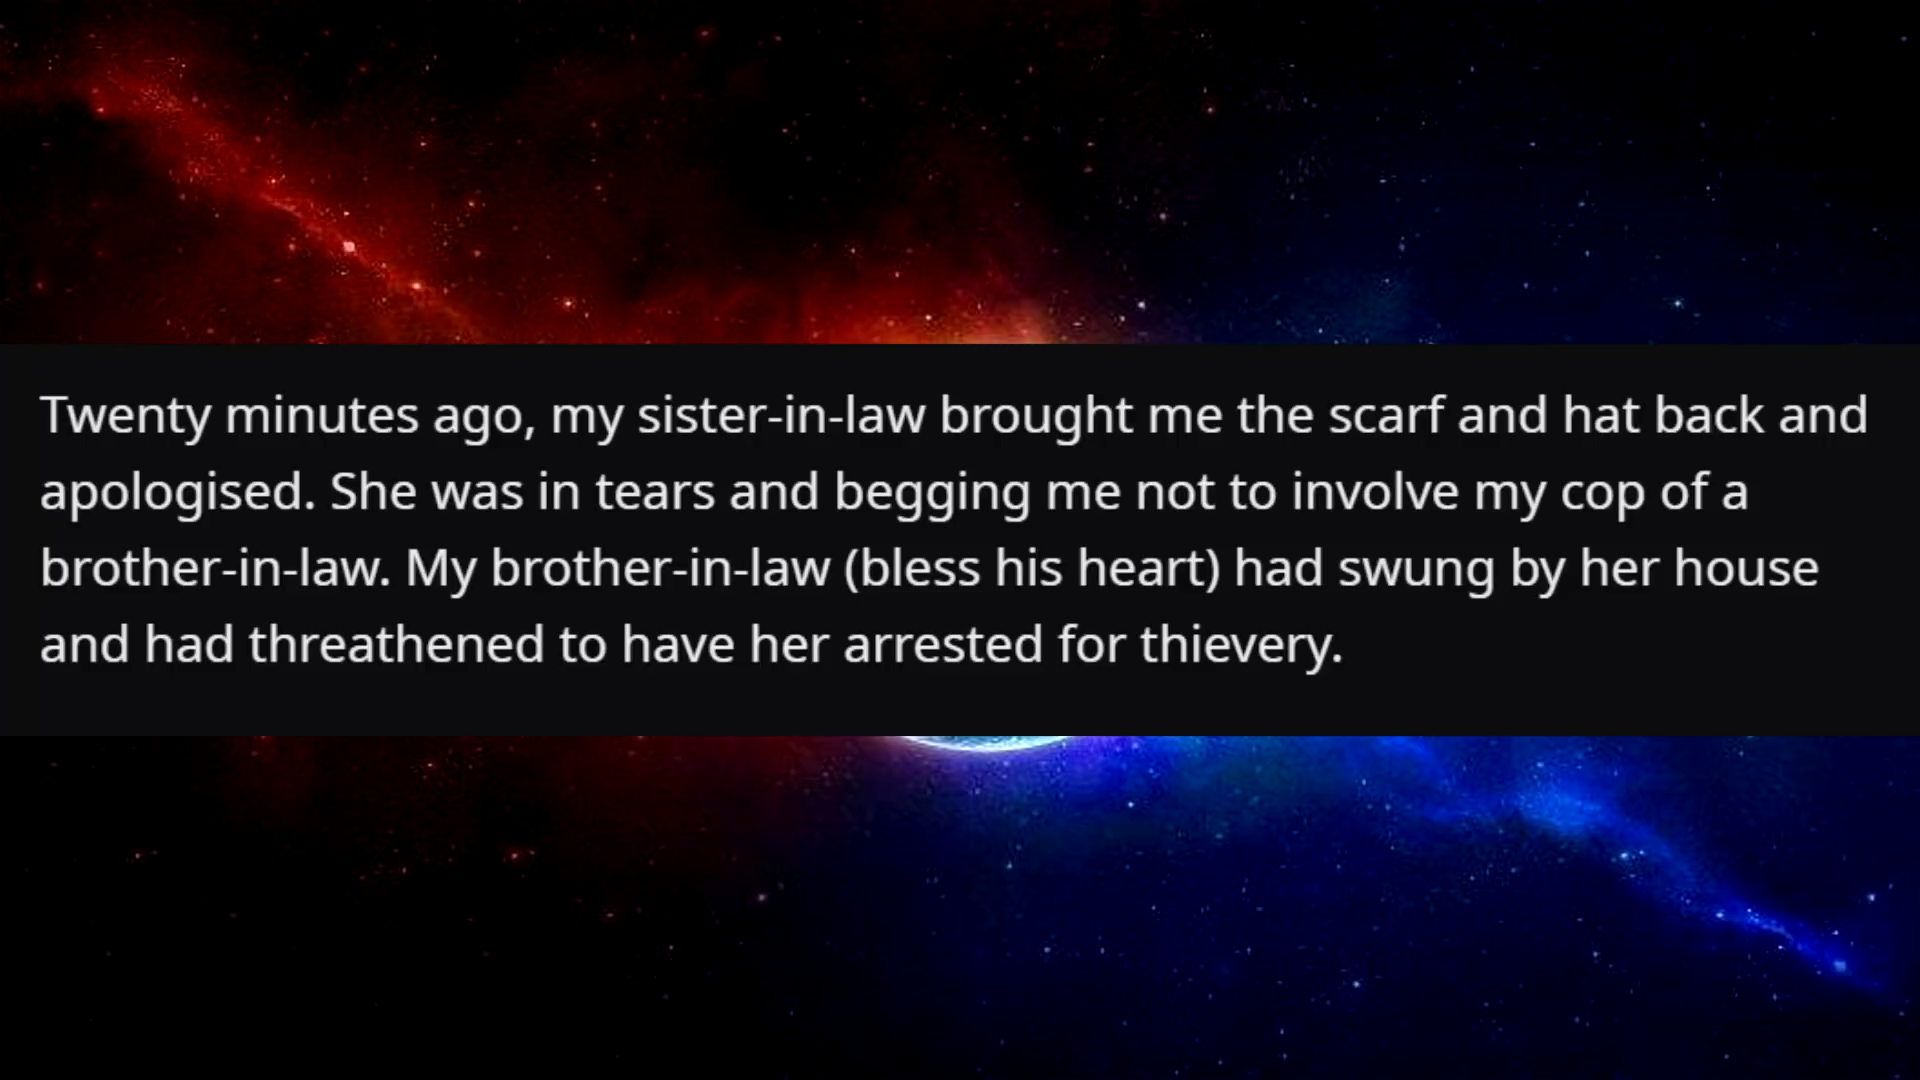 Twenty minutes ago, my sister-in-law brought me the scarf and hat back and
apologised. She was in tears and begging me not to involve my cop of a
brother-in-law. My brother-in-law (bless his heart) had swung by her house
and had threathened to have her arrested for thievery.